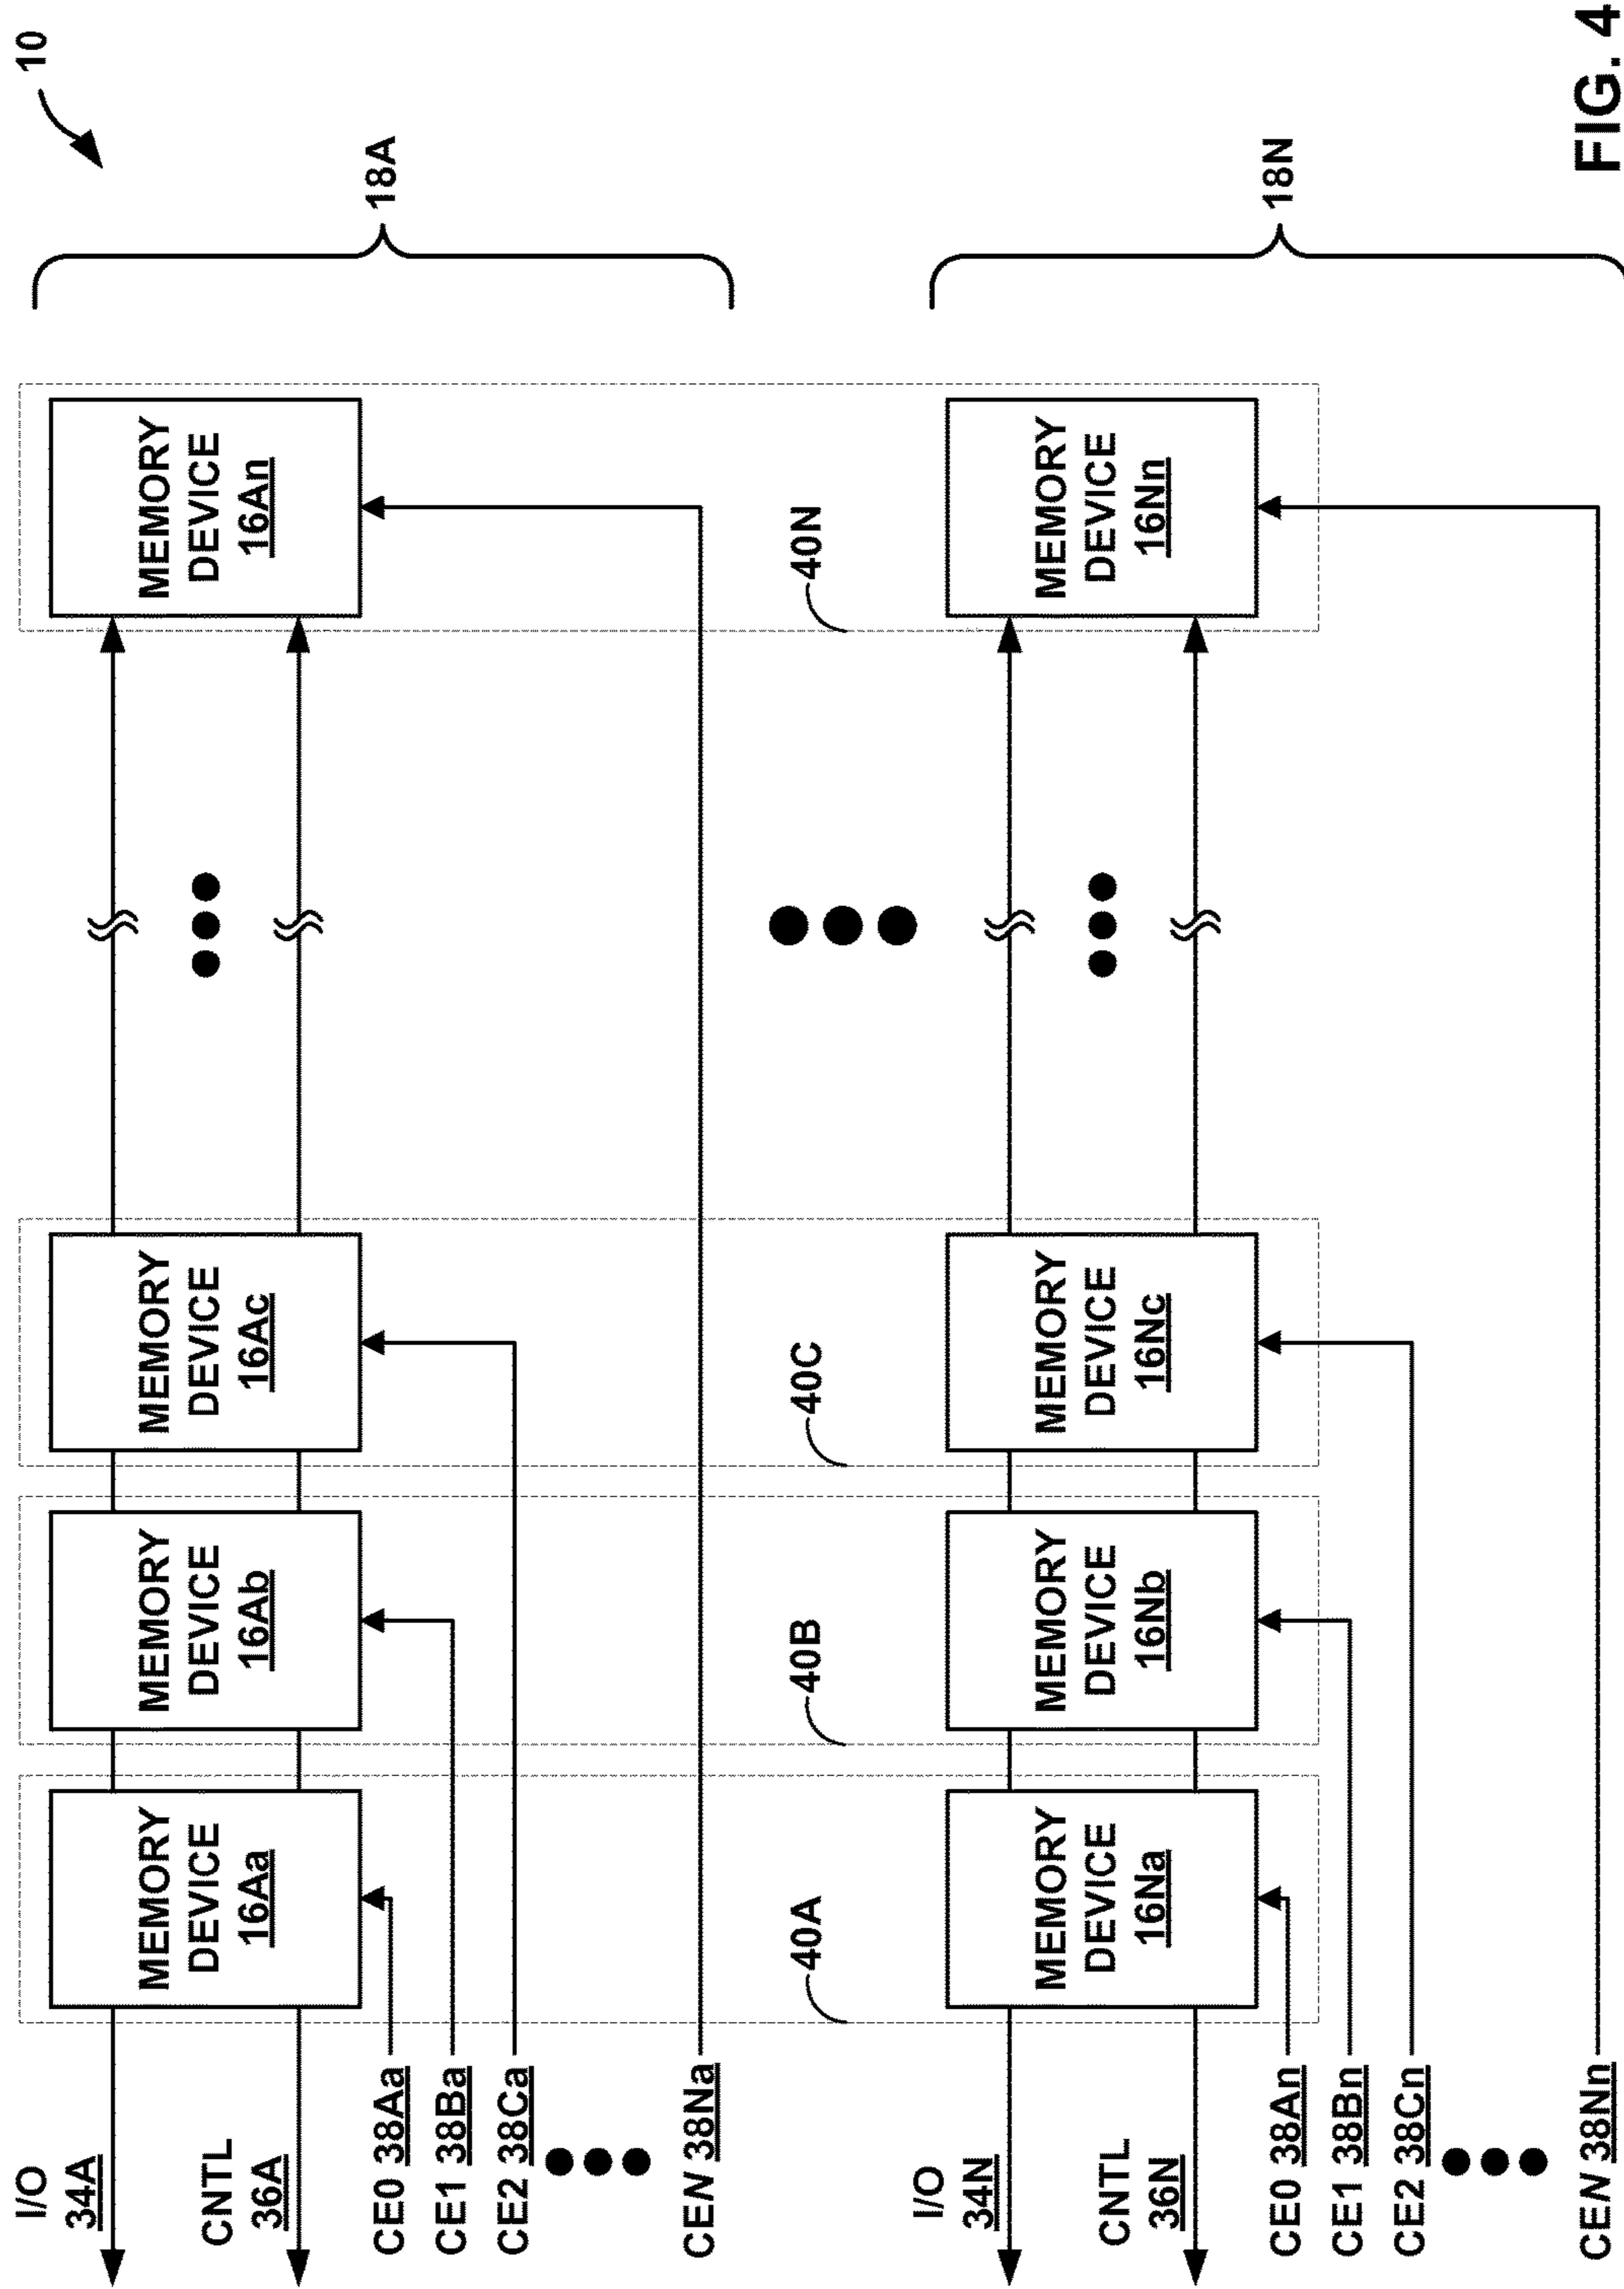 10
I/O
34A
CNTL
36A
MEMORY
DEVICE
16Aa
MEMORY
DEVICE
16Ab
MEMORY
DEVICE
16Ac
MEMORY
DEVICE
16An
18A
CE0 38Aa
CE1 38Ba
CE2 38Ca
CEN 38Na
40A
40B
40C
40N
I/O
34N
CNTL
36N
MEMORY
DEVICE
16Na
MEMORY
DEVICE
16Nb
MEMORY
DEVICE
16Nc
MEMORY
DEVICE
16Nn
18N
CE0 38An
CE1 38Bn
CE2 38Cn
CEN 38Nn
FIG. 4